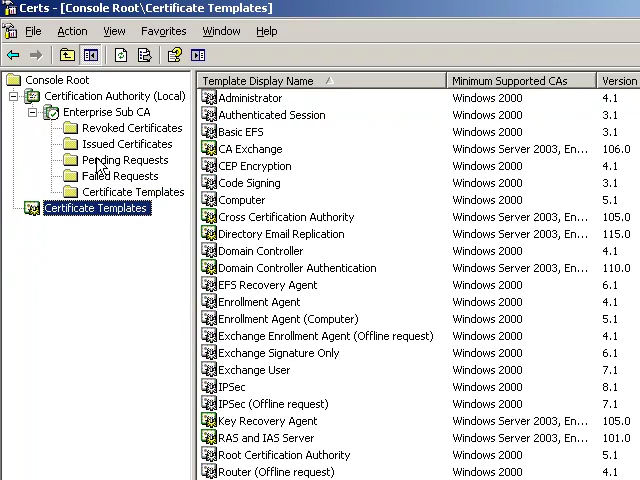 Certs - [Console Root\Certificate Templates]
File Action View Favorites Window Help
Console Root
Certification Authority (Local)
Enterprise Sub CA
Revoked Certificates
Issued Certificates
Pending Requests
Failed Requests
Certificate Templates
Certificate Templates
Template Display Name Minimum Supported CAs Version
Administrator Windows 2000 4.1
Authenticated Session Windows 2000 3.1
Basic EFS Windows 2000 3.1
CA Exchange Windows Server 2003, En... 106.0
CEP Encryption Windows 2000 4.1
Code Signing Windows 2000 3.1
Computer Windows 2000 5.1
Cross Certification Authority Windows Server 2003, En... 105.0
Directory Email Replication Windows Server 2003, En... 115.0
Domain Controller Windows 2000 4.1
Domain Controller Authentication Windows Server 2003, En... 110.0
EFS Recovery Agent Windows 2000 6.1
Enrollment Agent Windows 2000 4.1
Enrollment Agent (Computer) Windows 2000 5.1
Exchange Enrollment Agent (Offline request) Windows 2000 4.1
Exchange Signature Only Windows 2000 6.1
Exchange User Windows 2000 7.1
IPSec Windows 2000 8.1
IPSec (Offline request) Windows 2000 7.1
Key Recovery Agent Windows Server 2003, En... 105.0
RAS and IAS Server Windows Server 2003, En... 101.0
Root Certification Authority Windows 2000 5.1
Router (Offline request) Windows 2000 4.1